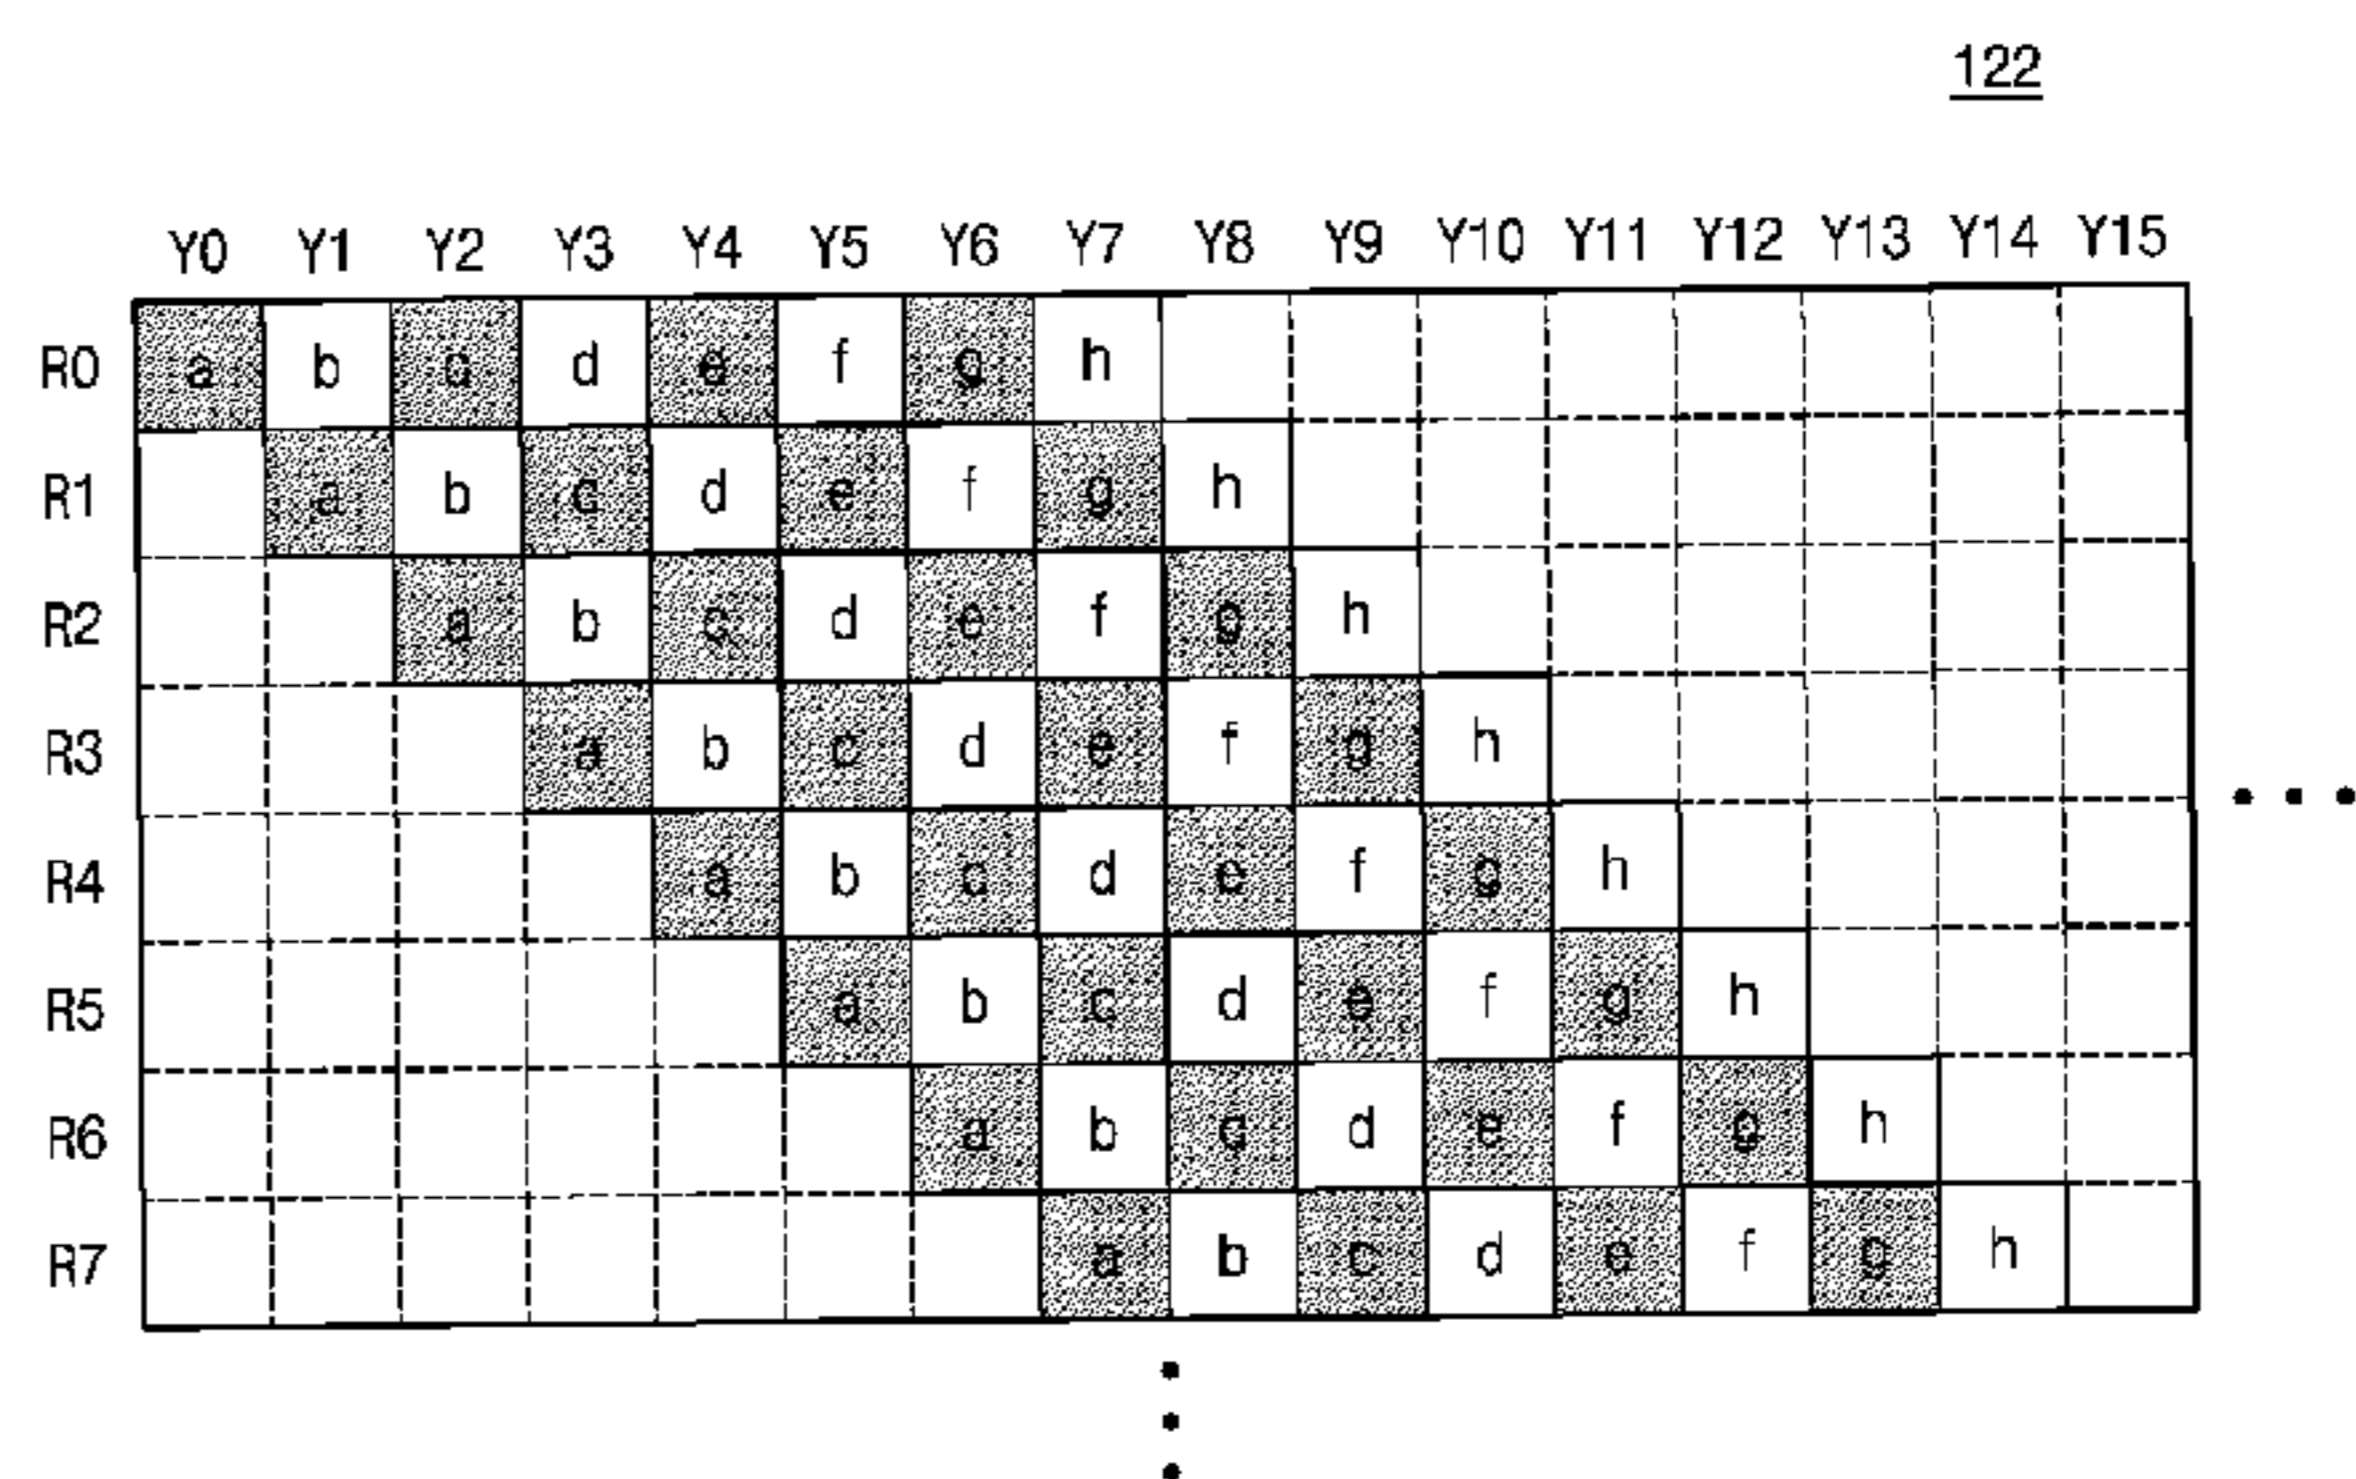 122
Y0 Y1 Y2 Y3 Y4 Y5 Y6 Y7 Y8 Y9 Y10 Y11 Y12 Y13 Y14 Y15
R0 a b c d e f g h
R1 a b c d e f g h
R2 a b c d e f g h
R3 a b c d e f g h
R4 a b c d e f g h
R5 a b c d e f g h
R6 a b c d e f g h
R7 a b c d e f g h